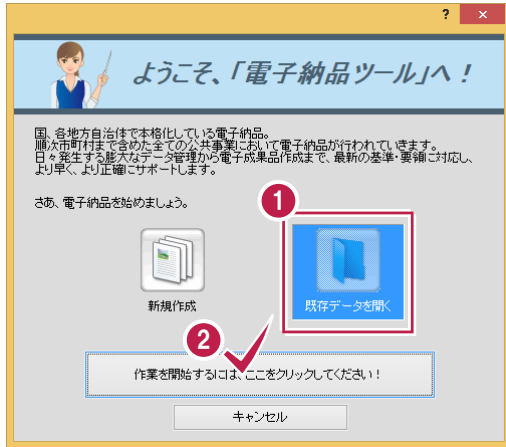 ? ×
ようこそ、「電子納品ツール」へ！
国、各地方自治体で本格化している電子納品。
順次市町村まで含めた全ての公共事業において電子納品が行われていきます。
日々発生する膨大なデータ管理から電子成果品作成まで、最新の基準・要領に対応し、
より早く、より正確にサポートします。
さあ、電子納品を始めましょう。
1
新規作成
既存データを開く
2
作業を開始するには、ここをクリックしてください！
キャンセル